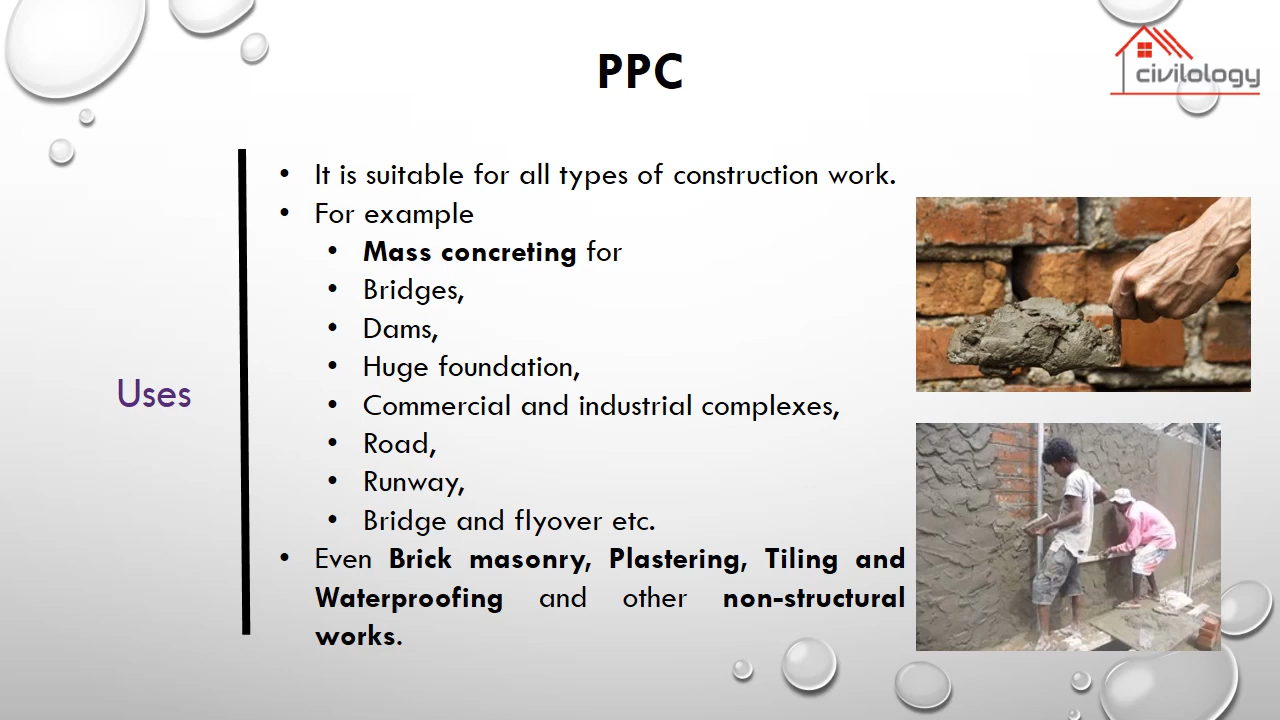 PPC
civilology
Uses
• It is suitable for all types of construction work.
• For example
• Mass concreting for
• Bridges,
• Dams,
• Huge foundation,
• Commercial and industrial complexes,
• Road,
• Runway,
• Bridge and flyover etc.
• Even Brick masonry, Plastering, Tiling and
Waterproofing and other non-structural
works.